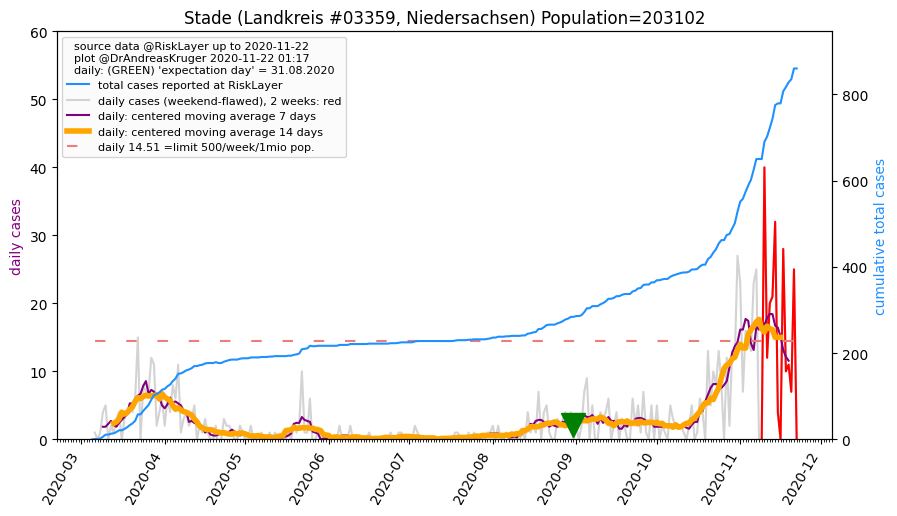 Stade (Landkreis #03359, Niedersachsen) Population=203102
source data @RiskLayer up to 2020-11-22
plot @DrAndreasKruger 2020-11-22 01:17
daily: (GREEN) 'expectation day' = 31.08.2020
total cases reported at RiskLayer
daily cases (weekend-flawed), 2 weeks: red
daily: centered moving average 7 days
daily: centered moving average 14 days
daily 14.51 =limit 500/week/1mio pop.
60
50
40
30
20
10
0
daily cases
800
600
400
200
0
cumulative total cases
2020-03
2020-04
2020-05
2020-06
2020-07
2020-08
2020-09
2020-10
2020-11
2020-12